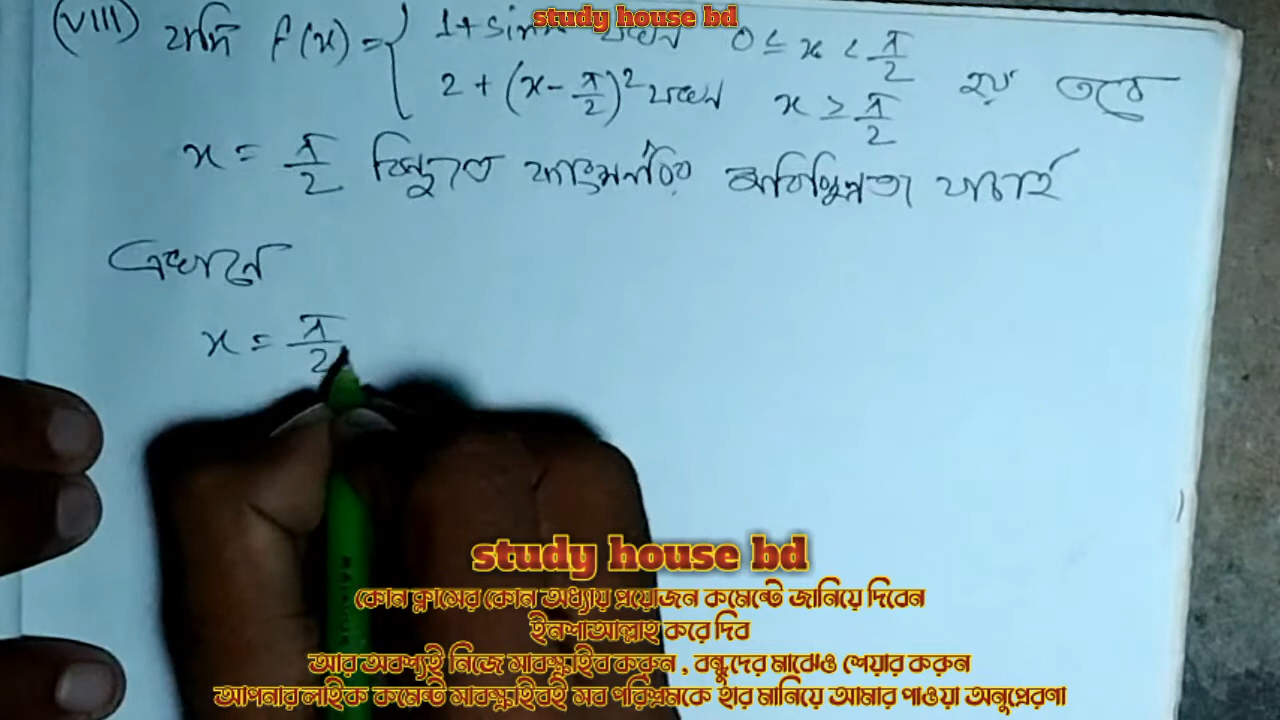 study house bd
(VIII) যদি f(x) = { 1 + sinx যখন 0 ≤ x < π/2
2 + (x - π/2)² যখন x ≥ π/2 হয় তবে
x = π/2 বিন্দুতে ফাংশনটির অবিচ্ছিন্নতা যাচাই
এখানে
x = π/2
study house bd
কোন ক্লাসের কোন অধ্যায় প্রয়োজন কমেন্টে জানিয়ে দিবেন
ইনশাআল্লাহ করে দিব
আর অবশ্যই নিজে সাবস্ক্রাইব করুন , বন্ধুদের মাঝেও শেয়ার করুন
আপনার লাইক কমেন্ট সাবস্ক্রাইবই সব পরিশ্রমকে হার মানিয়ে আমার পাওয়া অনুপ্রেরণা